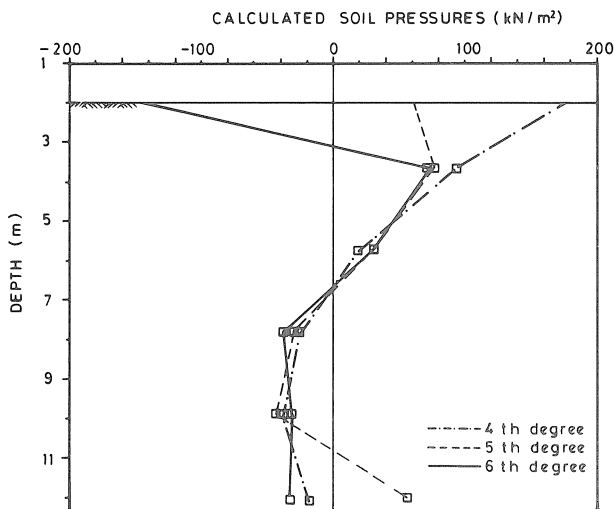 CALCULATED SOIL PRESSURES (kN/m²)
-200 -100 0 100 200
1
3
5
7
9
11
DEPTH (m)
4 th degree
5 th degree
6 th degree